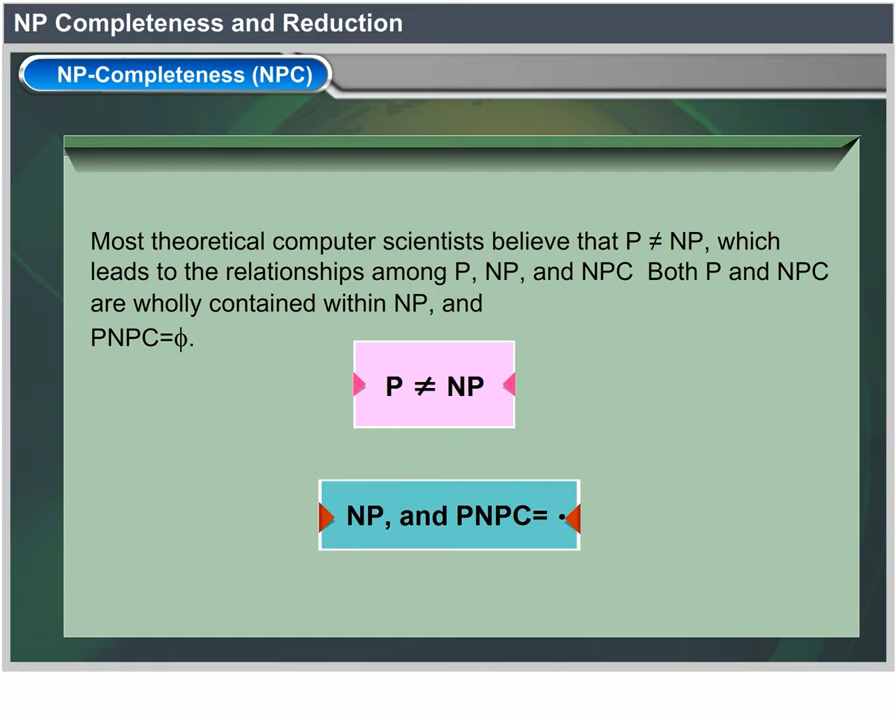 NP Completeness and Reduction
NP-Completeness (NPC)
Most theoretical computer scientists believe that P ≠ NP, which
leads to the relationships among P, NP, and NPC  Both P and NPC
are wholly contained within NP, and
PNPC=ϕ.
P ≠ NP
NP, and PNPC= ·